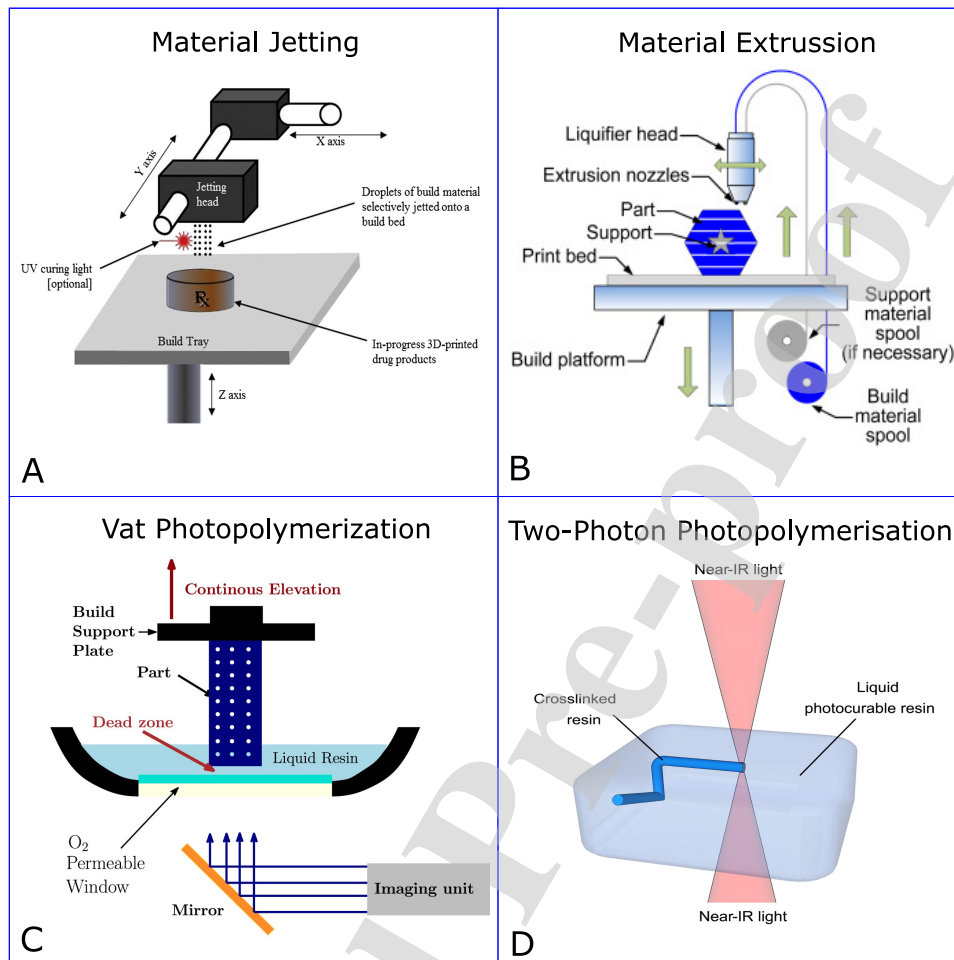 Material Jetting
X axis
Y axis
Jetting
head
Droplets of build material
selectively jetted onto a
build bed
UV curing light
[optional]
Rx
In-progress 3D-printed
drug products
Build Tray
Z axis
A
Material Extrussion
Liquifier head
Extrusion nozzles
Part
Support
Print bed
Support
material
spool
(if necessary)
Build platform
Build
material
spool
B
Vat Photopolymerization
Continous Elevation
Build
Support
Plate
Part
Dead zone
Liquid Resin
O2
Permeable
Window
Imaging unit
Mirror
C
Two-Photon Photopolymerisation
Near-IR light
Crosslinked
resin
Liquid
photocurable resin
Near-IR light
D
Pre-proof